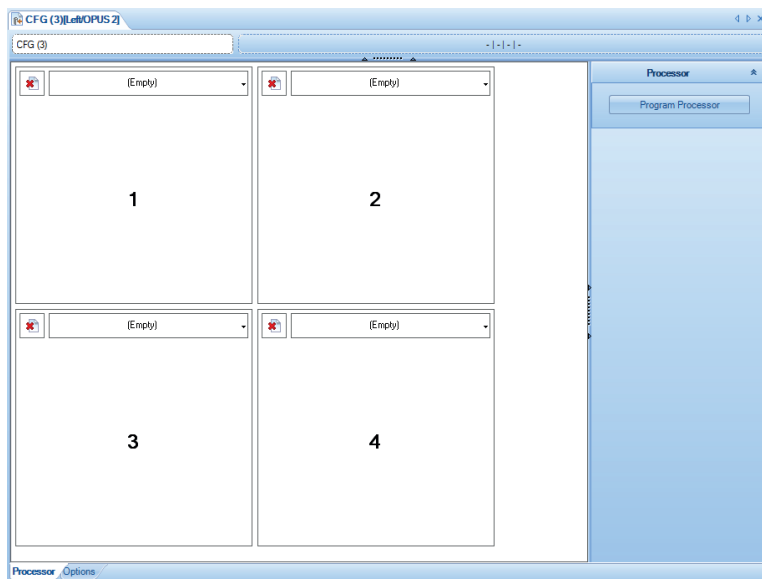 CFG (3)[Left/OPUS 2]
CFG (3)
- | - | - | -
Processor
Program Processor
(Empty)
(Empty)
1
2
(Empty)
(Empty)
3
4
Processor
Options